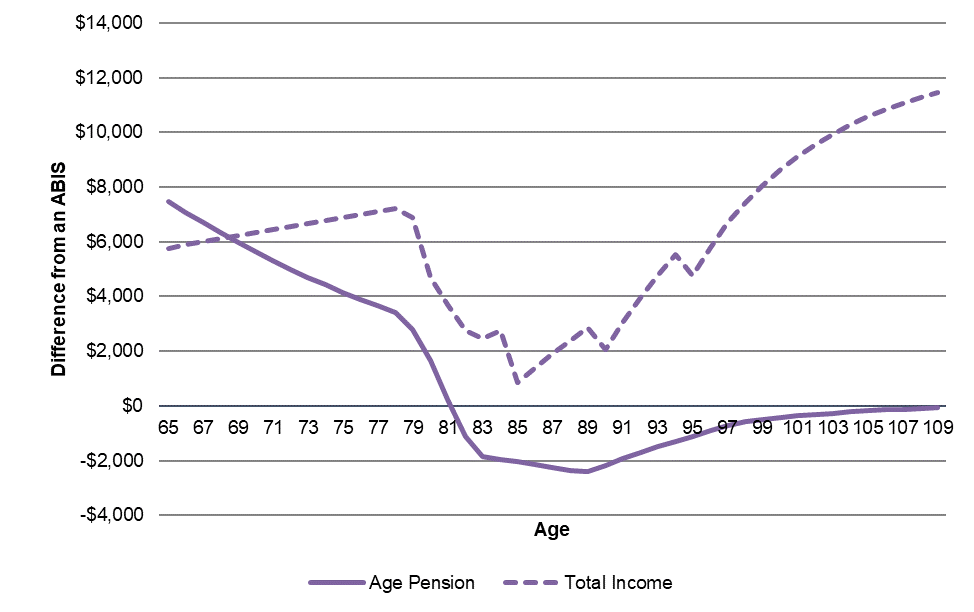 $14,000
$12,000
$10,000
$8,000
$6,000
$4,000
$2,000
$0
-$2,000
-$4,000
Difference from an ABIS
65 67 69 71 73 75 77 79 81 83 85 87 89 91 93 95 97 99 101 103 105 107 109
Age
Age Pension Total Income